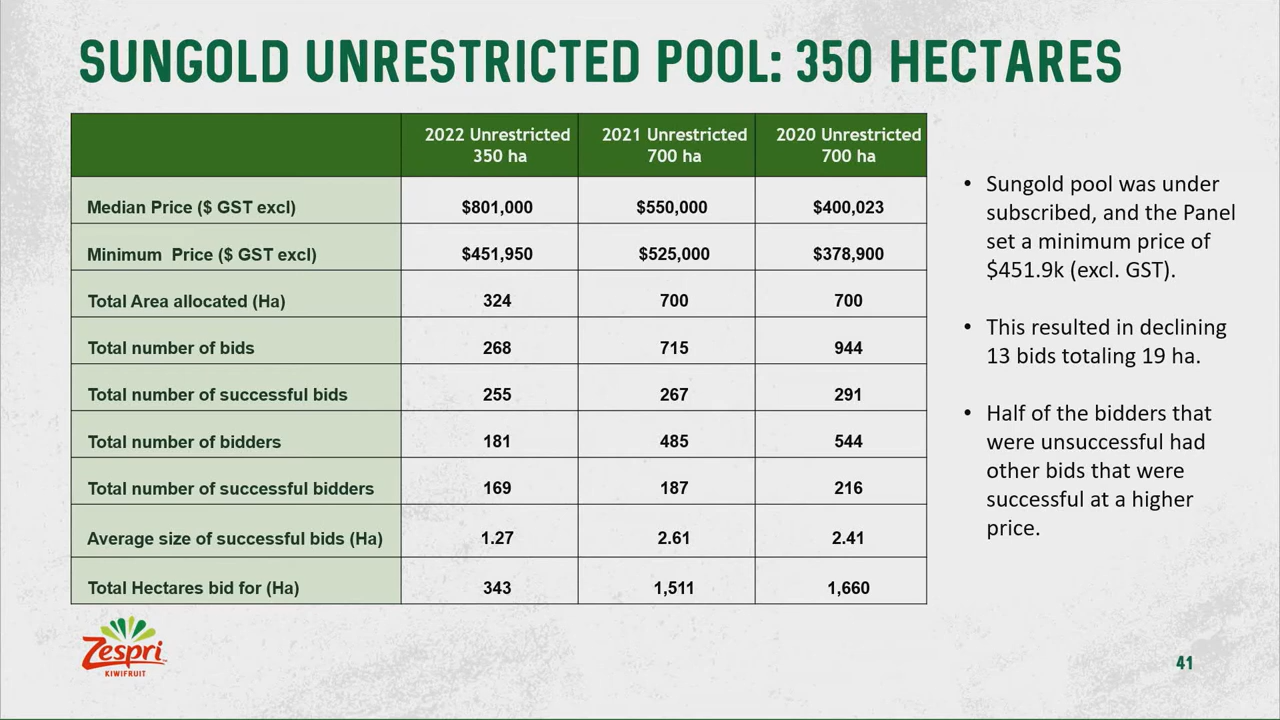 SUNGOLD UNRESTRICTED POOL: 350 HECTARES
2022 Unrestricted 350 ha 2021 Unrestricted 700 ha 2020 Unrestricted 700 ha
Median Price ($ GST excl) $801,000 $550,000 $400,023
Minimum Price ($ GST excl) $451,950 $525,000 $378,900
Total Area allocated (Ha) 324 700 700
Total number of bids 268 715 944
Total number of successful bids 255 267 291
Total number of bidders 181 485 544
Total number of successful bidders 169 187 216
Average size of successful bids (Ha) 1.27 2.61 2.41
Total Hectares bid for (Ha) 343 1,511 1,660
• Sungold pool was under
subscribed, and the Panel
set a minimum price of
$451.9k (excl. GST).
• This resulted in declining
13 bids totaling 19 ha.
• Half of the bidders that
were unsuccessful had
other bids that were
successful at a higher
price.
Zespri
KIWIFRUIT
41